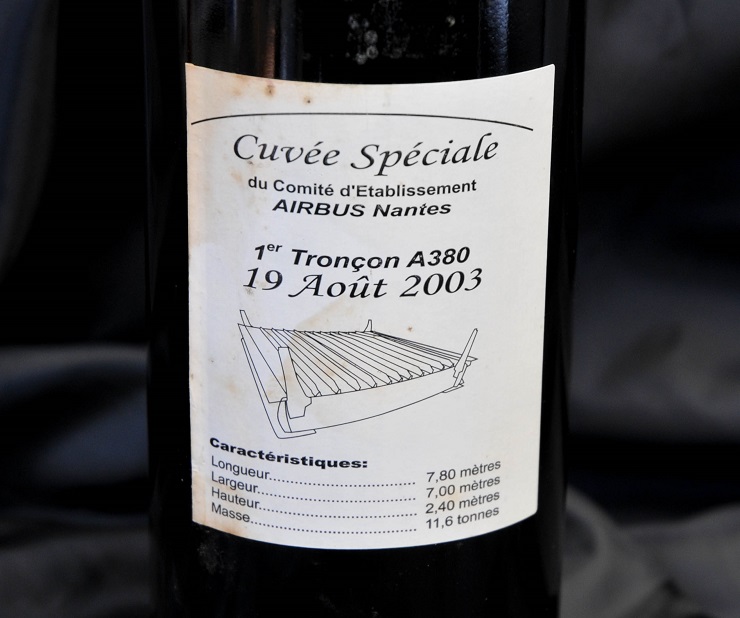 Cuvée Spéciale
du Comité d'Etablissement
AIRBUS Nantes
1er Tronçon A380
19 Août 2003
Caractéristiques:
Longueur................................... 7,80 mètres
Largeur...................................... 7,00 mètres
Hauteur...................................... 2,40 mètres
Masse........................................ 11,6 tonnes